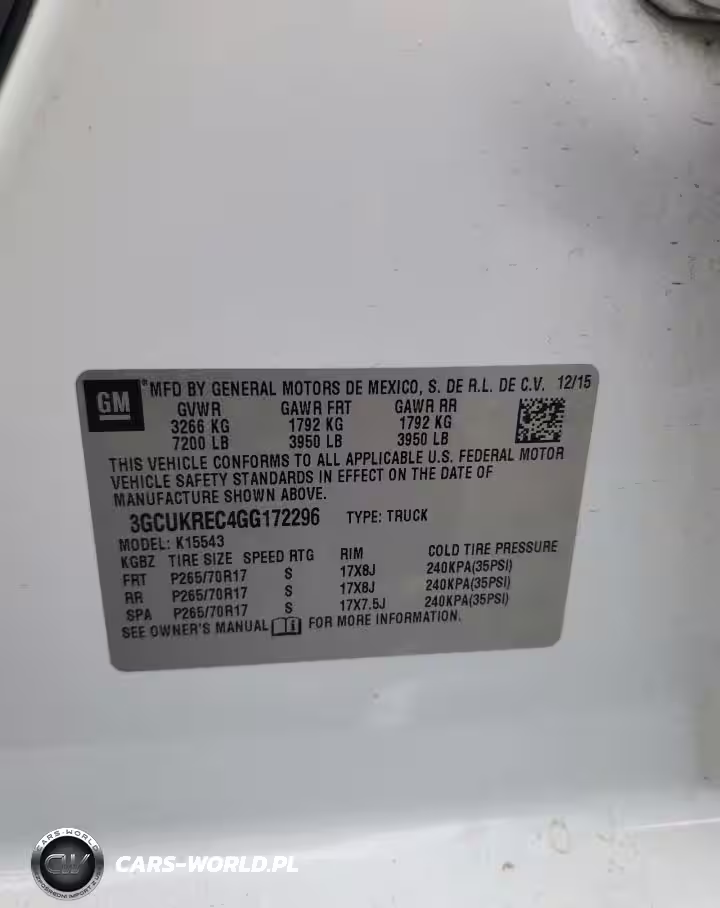 GM
*MFD BY GENERAL MOTORS DE MEXICO, S. DE R.L. DE C.V. 12/15
GVWR GAWR FRT GAWR RR
3266 KG 1792 KG 1792 KG
7200 LB 3950 LB 3950 LB
THIS VEHICLE CONFORMS TO ALL APPLICABLE U.S. FEDERAL MOTOR
VEHICLE SAFETY STANDARDS IN EFFECT ON THE DATE OF
MANUFACTURE SHOWN ABOVE.
3GCUKREC4GG172296 TYPE: TRUCK
MODEL: K15543
KGBZ TIRE SIZE SPEED RTG RIM COLD TIRE PRESSURE
FRT P265/70R17 S 17X8J 240KPA(35PSI)
RR P265/70R17 S 17X8J 240KPA(35PSI)
SPA P265/70R17 S 17X7.5J 240KPA(35PSI)
SEE OWNER'S MANUAL i FOR MORE INFORMATION.
CARS-WORLD
CW
CARS-WORLD.PL